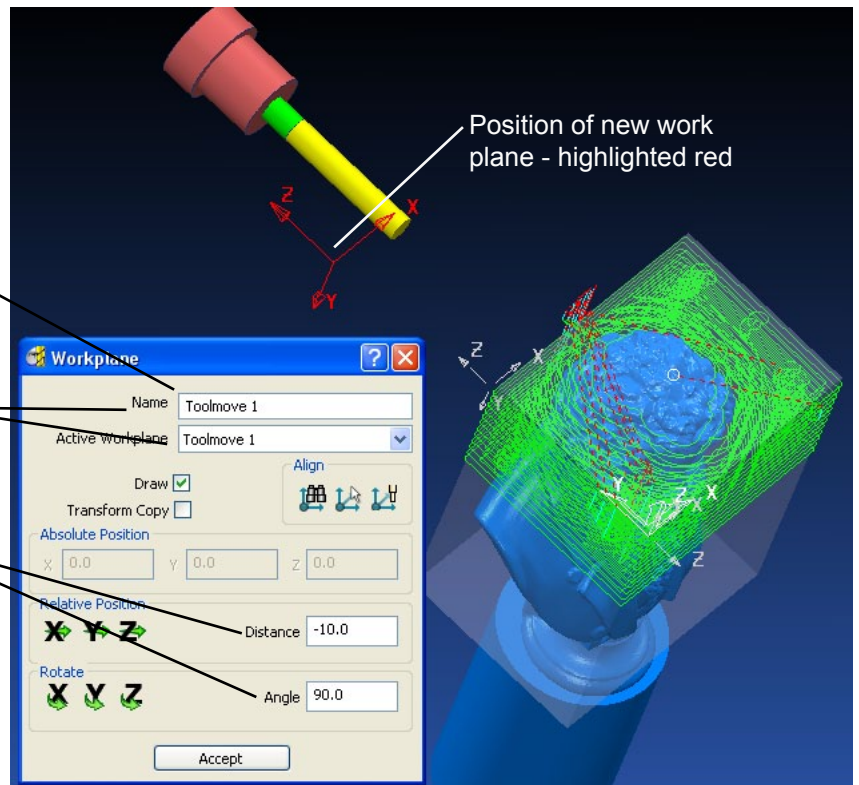 Position of new work
plane - highlighted red
Z
X
Y
Z
X
Y
Workplane
Name Toolmove 1
Active Workplane Toolmove 1
Draw
Align
Transform Copy
Absolute Position
X 0.0 Y 0.0 Z 0.0
Relative Position
X Y Z Distance -10.0
Rotate
X Y Z Angle 90.0
Accept
Y
Z
X
X
Z